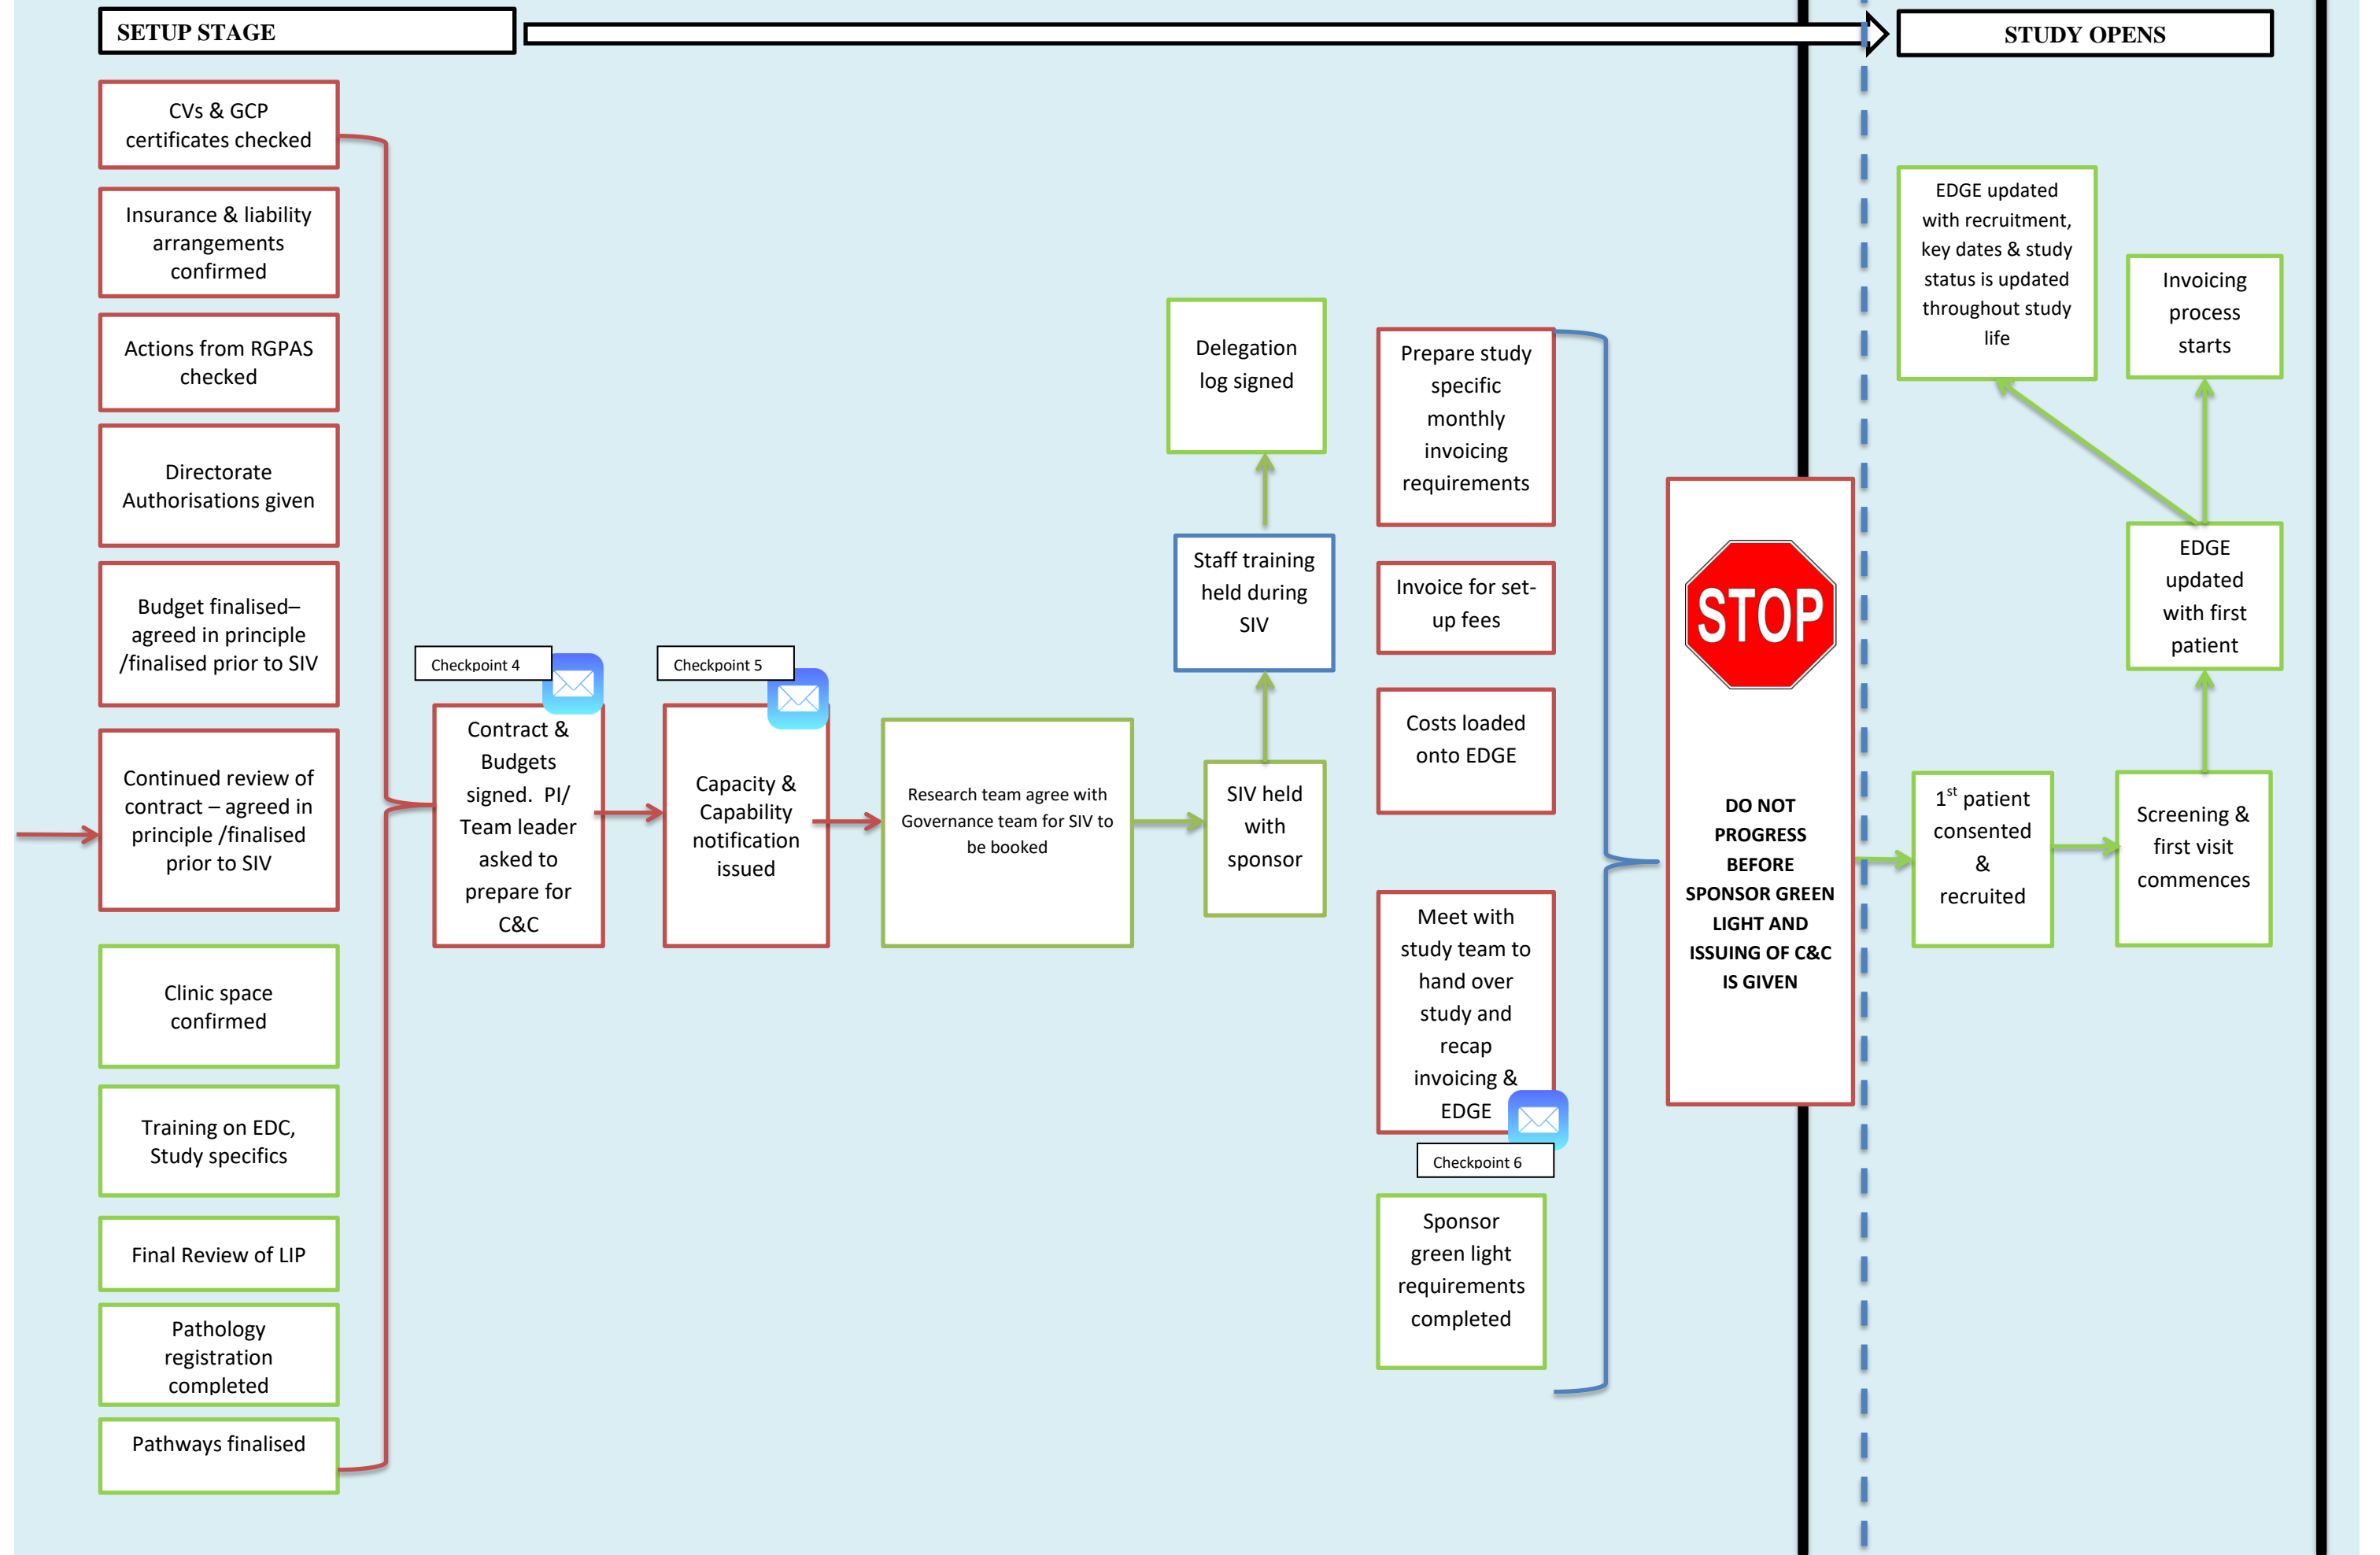 SETUP STAGE
STUDY OPENS
CVs & GCP
certificates checked
Insurance & liability
arrangements
confirmed
Actions from RGPAS
checked
Directorate
Authorisations given
Budget finalised–
agreed in principle
/finalised prior to SIV
Continued review of
contract – agreed in
principle /finalised
prior to SIV
Clinic space
confirmed
Training on EDC,
Study specifics
Final Review of LIP
Pathology
registration
completed
Pathways finalised
Checkpoint 4
Contract &
Budgets
signed.  PI/
Team leader
asked to
prepare for
C&C
Checkpoint 5
Capacity &
Capability
notification
issued
Research team agree with
Governance team for SIV to
be booked
SIV held
with
sponsor
Staff training
held during
SIV
Delegation
log signed
Prepare study
specific
monthly
invoicing
requirements
Invoice for set-
up fees
Costs loaded
onto EDGE
Meet with
study team to
hand over
study and
recap
invoicing &
EDGE
Checkpoint 6
Sponsor
green light
requirements
completed
STOP
DO NOT
PROGRESS
BEFORE
SPONSOR GREEN
LIGHT AND
ISSUING OF C&C
IS GIVEN
1st patient
consented
&
recruited
Screening &
first visit
commences
EDGE
updated
with first
patient
EDGE updated
with recruitment,
key dates & study
status is updated
throughout study
life
Invoicing
process
starts